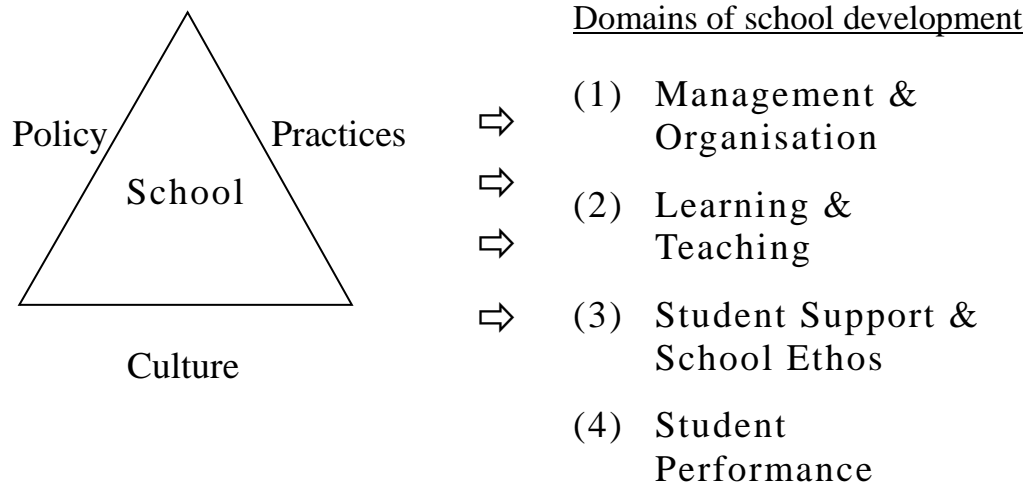 Policy
Practices
School
Culture
Domains of school development
(1) Management &
Organisation
(2) Learning &
Teaching
(3) Student Support &
School Ethos
(4) Student
Performance